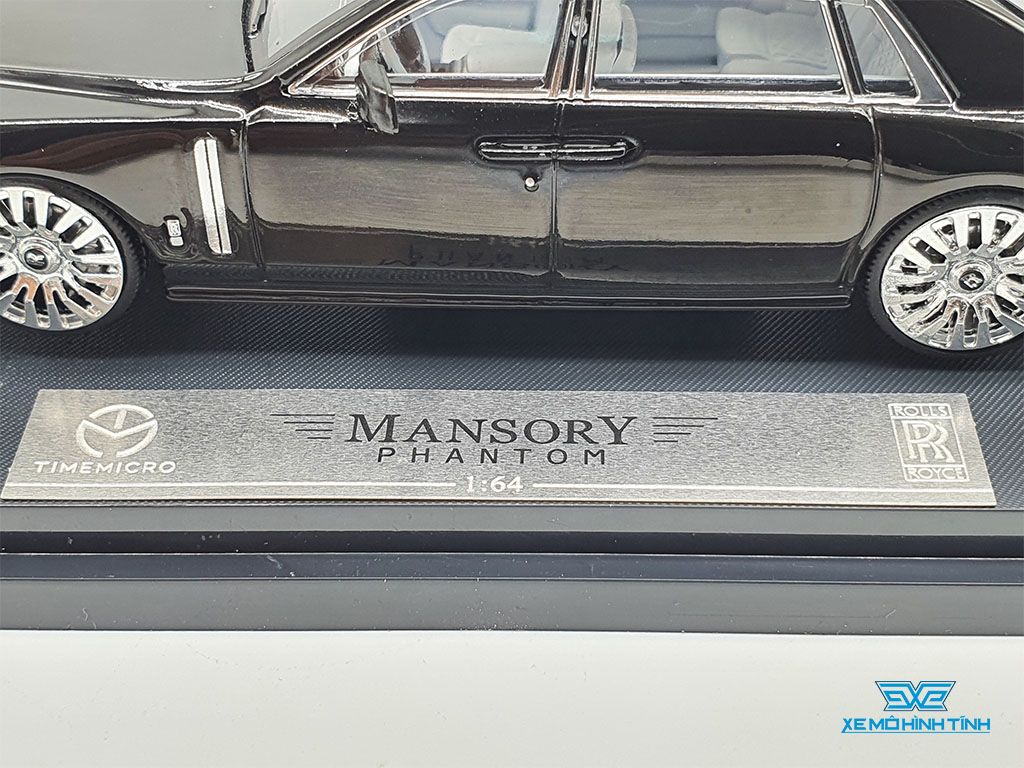 TIMEMICRO
MANSORY
PHANTOM
1:64
ROLLS
RR
ROYCE
XE MÔ HÌNH TĨNH